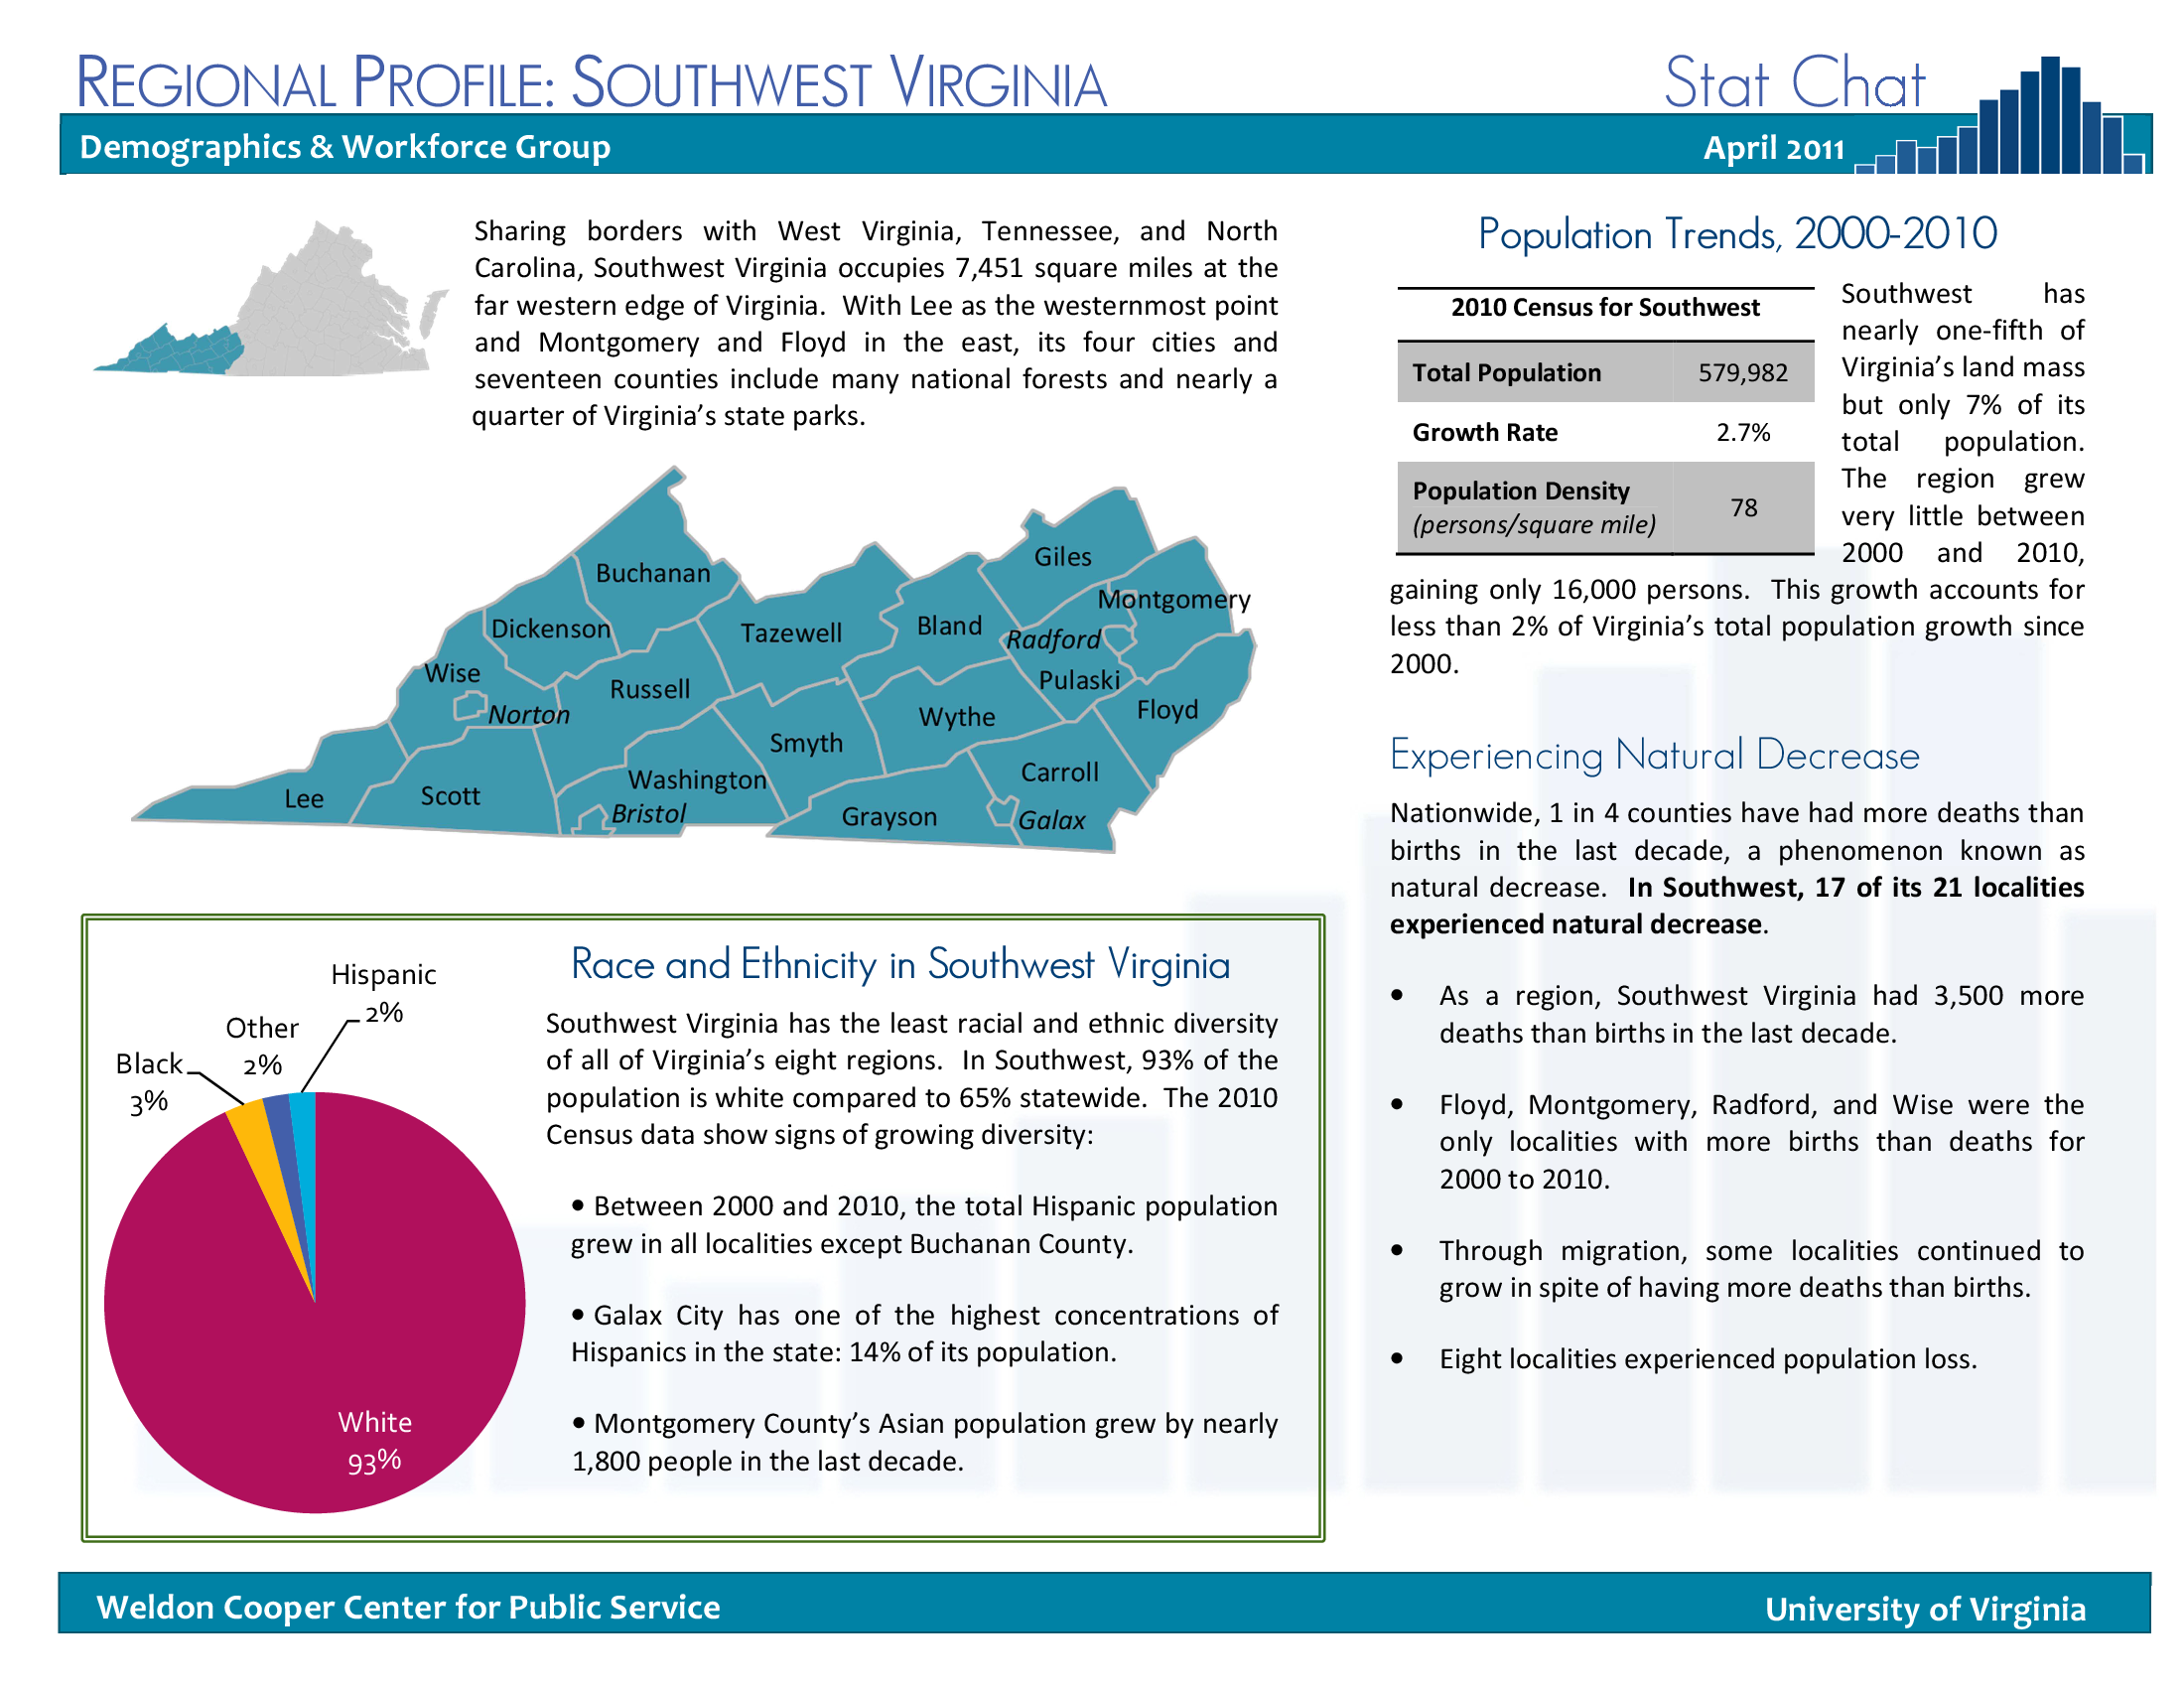 REGIONAL PROFILE: SOUTHWEST VIRGINIA
Stat Chat
Demographics & Workforce Group
April 2011
Sharing borders with West Virginia, Tennessee, and North
Carolina, Southwest Virginia occupies 7,451 square miles at the
far western edge of Virginia. With Lee as the westernmost point
and Montgomery and Floyd in the east, its four cities and
seventeen counties include many national forests and nearly a
quarter of Virginia's state parks.
Giles
Buchanan
Montgomery
Bland
Dickenson
Tazewell
Radford
Wise
Pulaski
Russell
Floyd
Norton
Wythe
Smyth
Carroll
Washington
Scott
Lee
Bristol
Grayson
Galax
Race and Ethnicity in Southwest Virginia
Hispanic
2%
Other
2%
Black
3%
White
93%
Southwest Virginia has the least racial and ethnic diversity
of all of Virginia's eight regions. In Southwest, 93% of the
population is white compared to 65% statewide. The 2010
Census data show signs of growing diversity:
• Between 2000 and 2010, the total Hispanic population
grew in all localities except Buchanan County.
• Galax City has one of the highest concentrations of
Hispanics in the state: 14% of its population.
• Montgomery County's Asian population grew by nearly
1,800 people in the last decade.
Population Trends, 2000-2010
2010 Census for Southwest
Total Population 579,982
Growth Rate 2.7%
Population Density
(persons/square mile) 78
Southwest has
nearly one-fifth of
Virginia's land mass
but only 7% of its
total population.
The region grew
very little between
2000 and 2010,
gaining only 16,000 persons. This growth accounts for
less than 2% of Virginia's total population growth since
2000.
Experiencing Natural Decrease
Nationwide, 1 in 4 counties have had more deaths than
births in the last decade, a phenomenon known as
natural decrease. In Southwest, 17 of its 21 localities
experienced natural decrease.
• As a region, Southwest Virginia had 3,500 more
deaths than births in the last decade.
• Floyd, Montgomery, Radford, and Wise were the
only localities with more births than deaths for
2000 to 2010.
• Through migration, some localities continued to
grow in spite of having more deaths than births.
• Eight localities experienced population loss.
Weldon Cooper Center for Public Service
University of Virginia